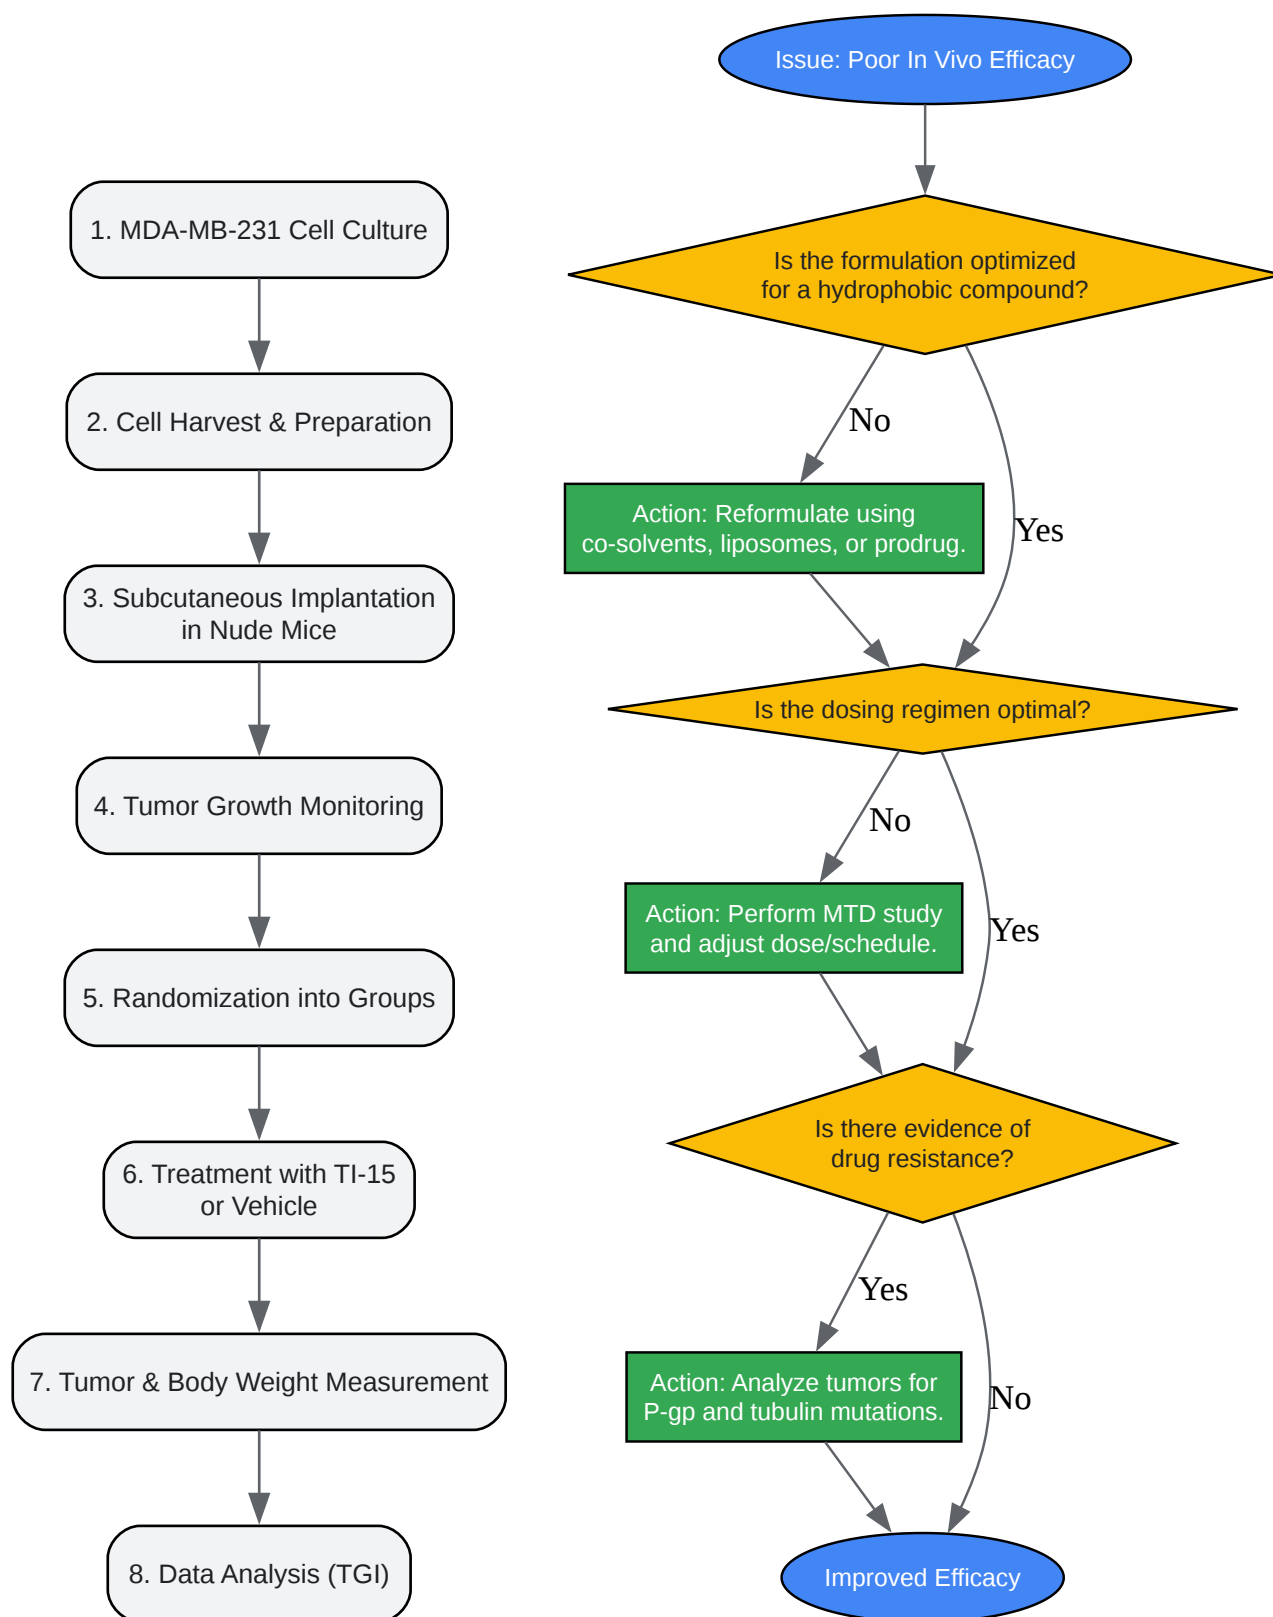 1. MDA-MB-231 Cell Culture
2. Cell Harvest & Preparation
3. Subcutaneous Implantation
in Nude Mice
4. Tumor Growth Monitoring
5. Randomization into Groups
6. Treatment with TI-15
or Vehicle
7. Tumor & Body Weight Measurement
8. Data Analysis (TGI)
Issue: Poor In Vivo Efficacy
Is the formulation optimized
for a hydrophobic compound?
No
Action: Reformulate using
co-solvents, liposomes, or prodrug.
Yes
Is the dosing regimen optimal?
No
Action: Perform MTD study
and adjust dose/schedule.
Yes
Is there evidence of
drug resistance?
Yes
Action: Analyze tumors for
P-gp and tubulin mutations.
No
Improved Efficacy